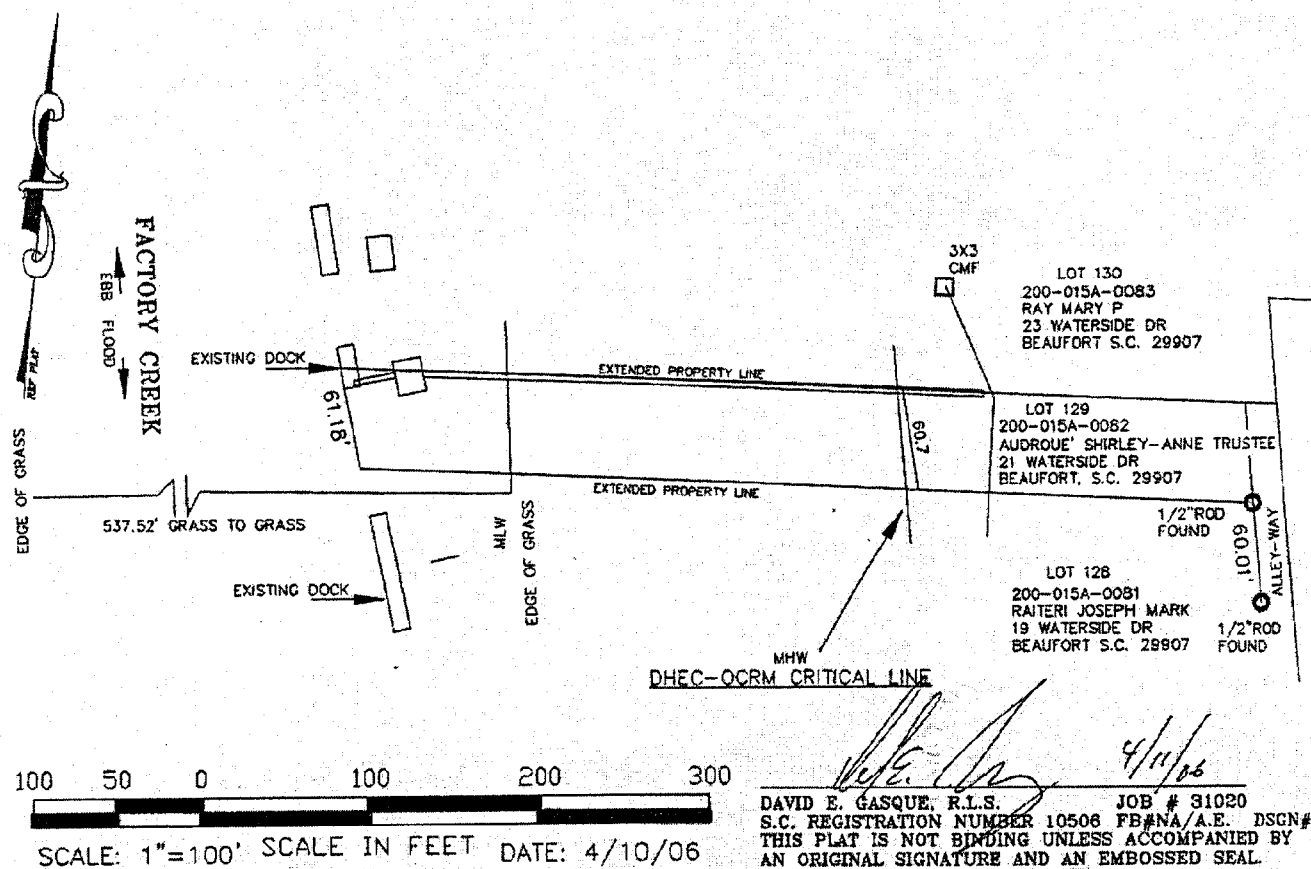 REF PLAT
FACTORY CREEK
EBB FLOOD
EDGE OF GRASS
537.52' GRASS TO GRASS
EXISTING DOCK
61.18'
EXISTING DOCK
EXTENDED PROPERTY LINE
EXTENDED PROPERTY LINE
MLW
EDGE OF GRASS
60.7
3X3
CMF
LOT 130
200-015A-0083
RAY MARY P
23 WATERSIDE DR
BEAUFORT S.C. 29907
LOT 129
200-015A-0082
AUDROUE' SHIRLEY-ANNE TRUSTEE
21 WATERSIDE DR
BEAUFORT, S.C. 29907
1/2"ROD
FOUND
60.01'
ALLEY-WAY
LOT 128
200-015A-0081
RAITERI JOSEPH MARK
19 WATERSIDE DR
BEAUFORT S.C. 29907
1/2"ROD
FOUND
MHW
DHEC-OCRM CRITICAL LINE
100 50 0 100 200 300
SCALE: 1"=100' SCALE IN FEET DATE: 4/10/06
4/11/06
DAVID E. GASQUE, R.L.S. JOB # 31020
S.C. REGISTRATION NUMBER 10506 FB#NA/A.E. DSGN#
THIS PLAT IS NOT BINDING UNLESS ACCOMPANIED BY
AN ORIGINAL SIGNATURE AND AN EMBOSSED SEAL.